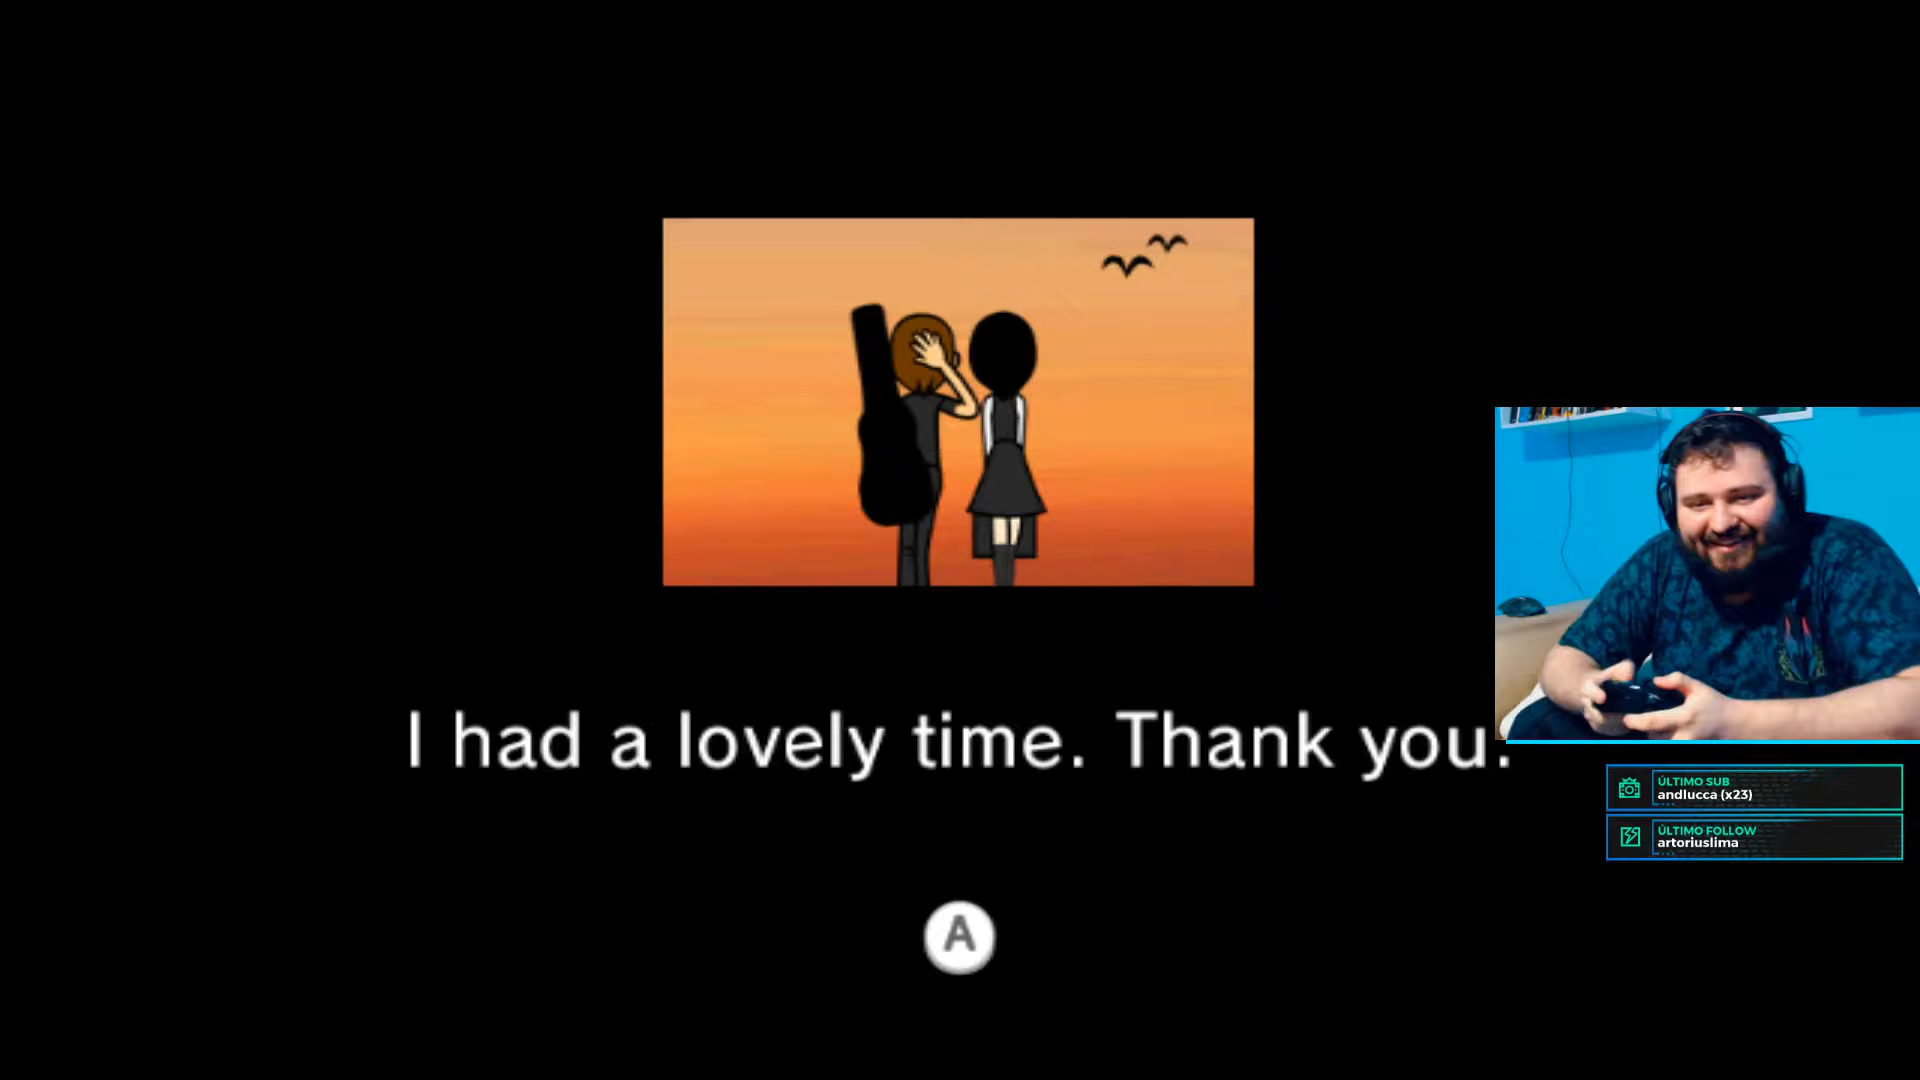 I had a lovely time. Thank you.
A
ÚLTIMO SUB
andlucca (x23)
ÚLTIMO FOLLOW
artoriuslima